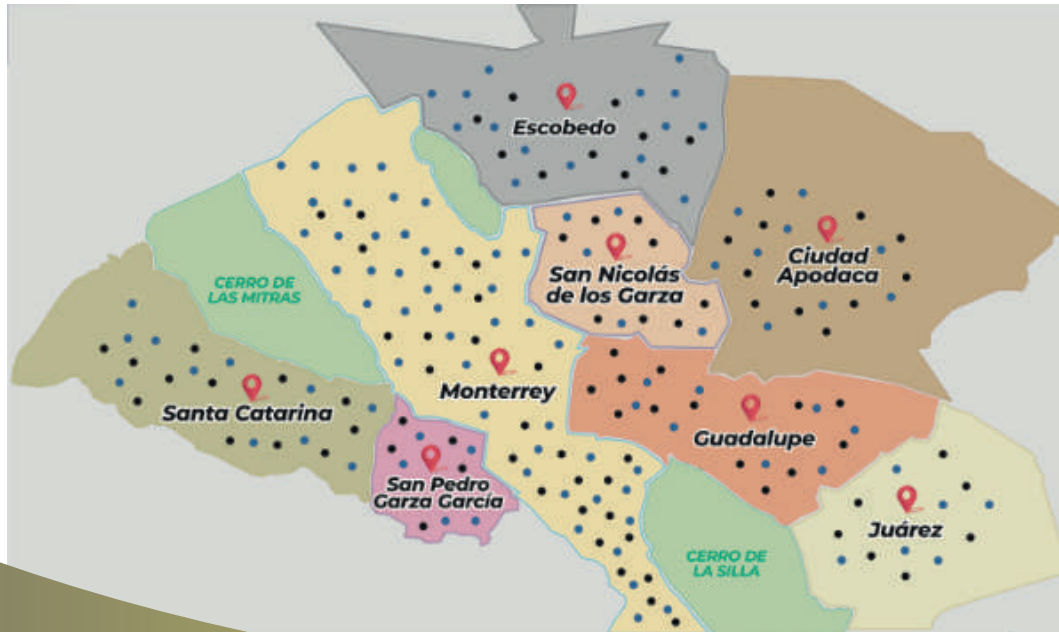 Escobedo
Ciudad
Apodaca
San Nicolás
de los Garza
CERRO DE
LAS MITRAS
Monterrey
Santa Catarina
Guadalupe
San Pedro
Garza García
Juárez
CERRO DE
LA SILLA